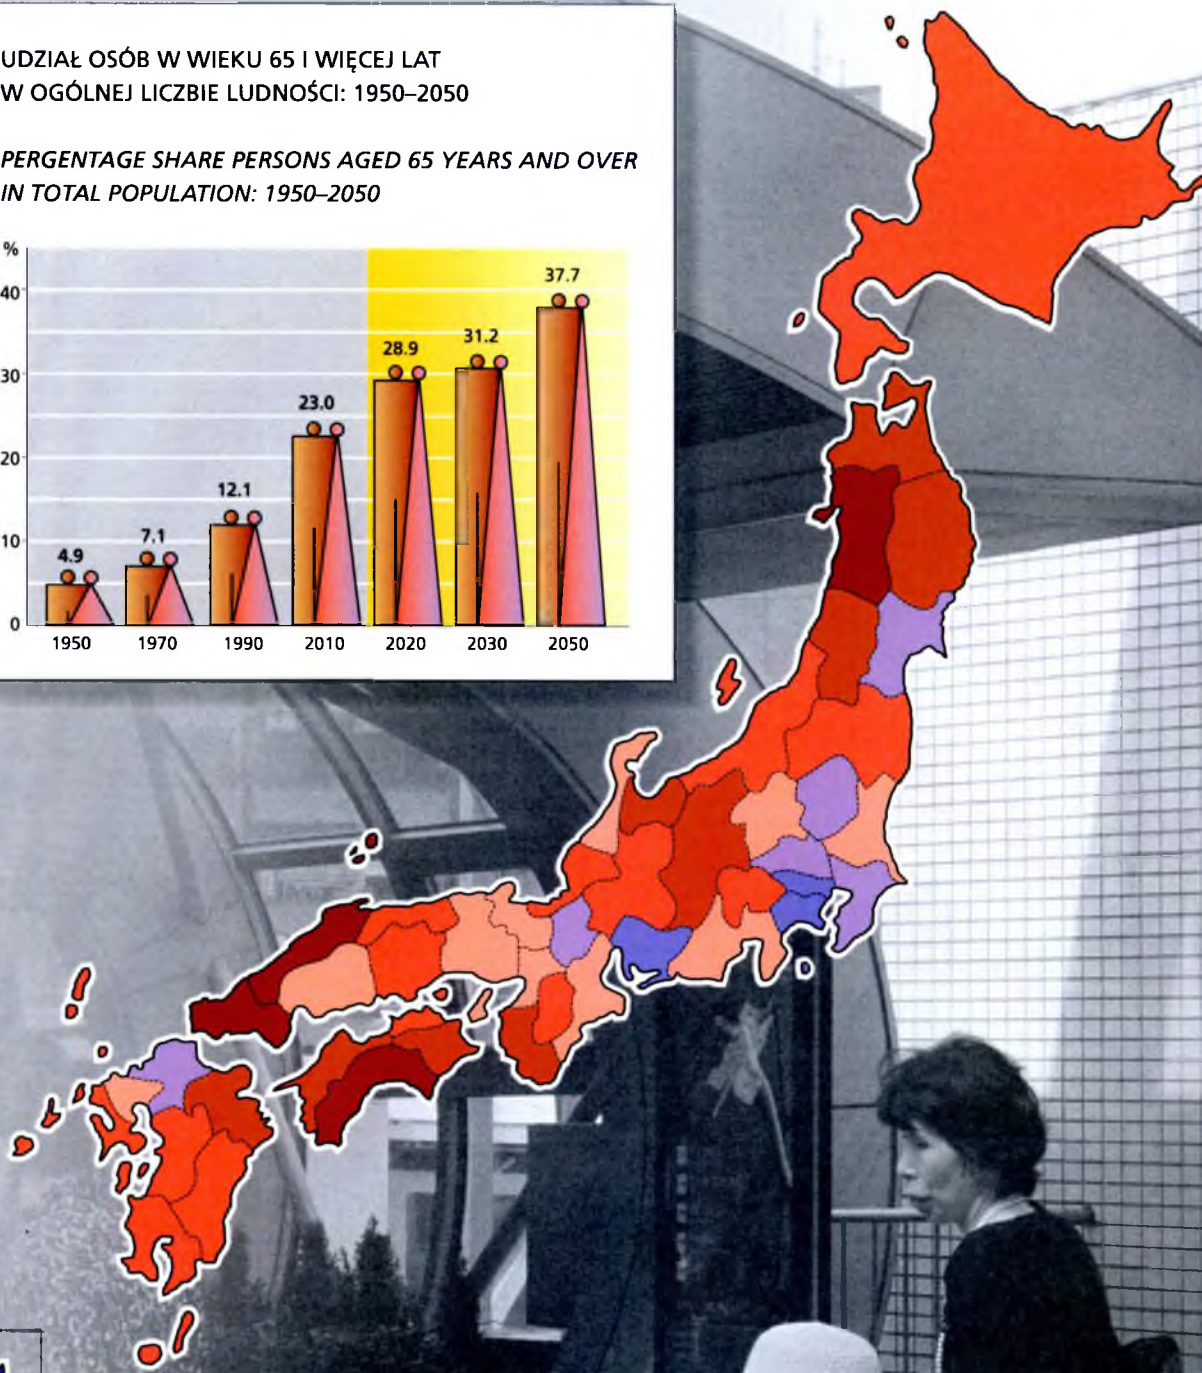 UDZIAŁ OSÓB W WIEKU 65 I WIĘCEJ LAT
W OGÓLNEJ LICZBIE LUDNOŚCI: 1950–2050
PERGENTAGE SHARE PERSONS AGED 65 YEARS AND OVER
IN TOTAL POPULATION: 1950–2050
%
40
30
20
10
0
4.9
7.1
12.1
23.0
28.9
31.2
37.7
1950 1970 1990 2010 2020 2030 2050